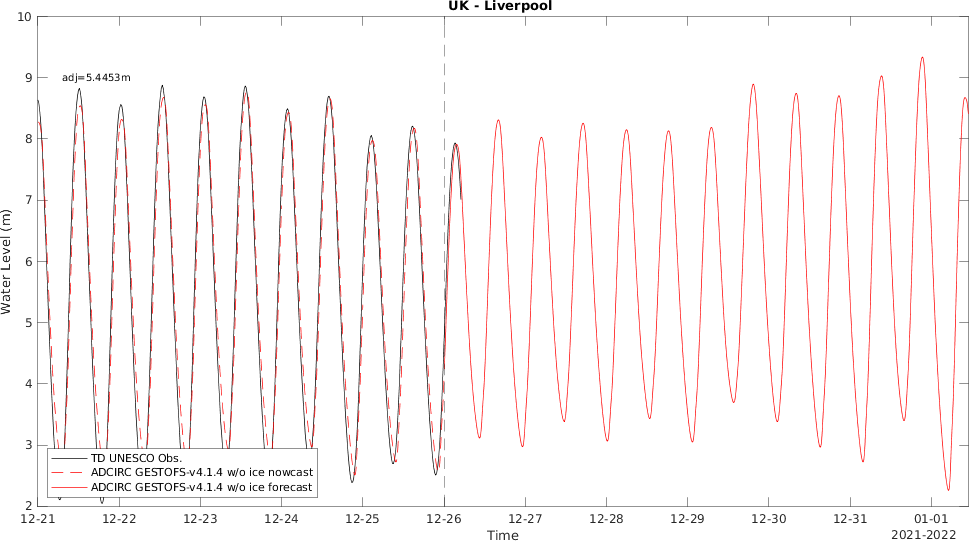 UK - Liverpool
10
9
8
7
6
5
4
3
2
Water Level (m)
adj=5.4453m
TD UNESCO Obs.
ADCIRC GESTOFS-v4.1.4 w/o ice nowcast
ADCIRC GESTOFS-v4.1.4 w/o ice forecast
12-21 12-22 12-23 12-24 12-25 12-26 12-27 12-28 12-29 12-30 12-31 01-01
Time
2021-2022